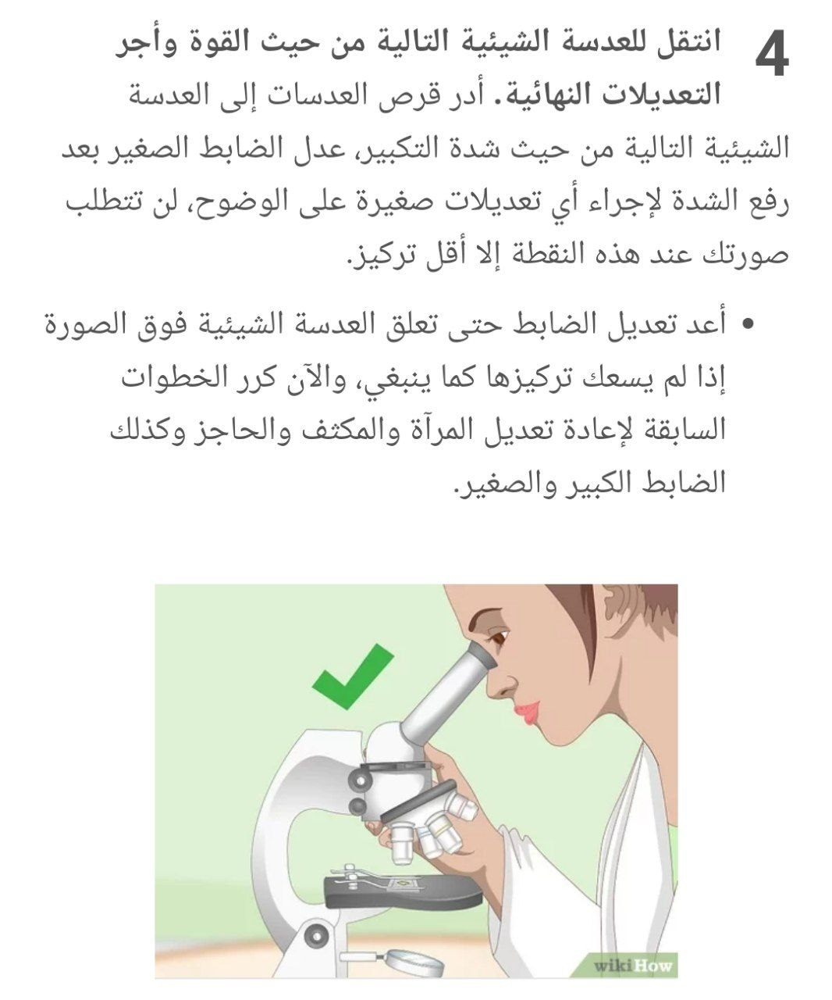 4
انتقل للعدسة الشيئية التالية من حيث القوة وأجر
التعديلات النهائية. أدر قرص العدسات إلى العدسة
الشيئية التالية من حيث شدة التكبير، عدل الضابط الصغير بعد
رفع الشدة لإجراء أي تعديلات صغيرة على الوضوح، لن تتطلب
صورتك عند هذه النقطة إلا أقل تركيز.
• أعد تعديل الضابط حتى تعلق العدسة الشيئية فوق الصورة
إذا لم يسعك تركيزها كما ينبغي، والآن كرر الخطوات
السابقة لإعادة تعديل المرآة والمكثف والحاجز وكذلك
الضابط الكبير والصغير.
wikiHow